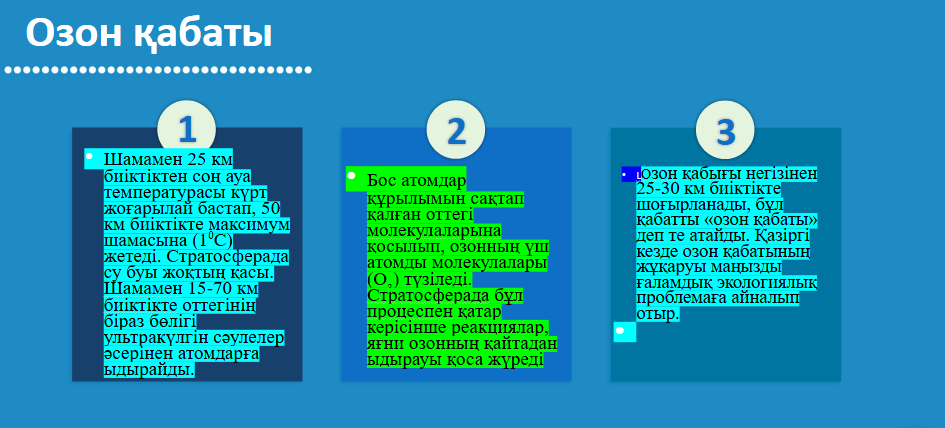 Озон қабаты
1
Шамамен 25 км
биіктіктен соң ауа
температурасы күрт
жоғарылай бастап, 50
км биіктікте максимум
шамасына (1⁰С)
жетеді. Стратосферада
су буы жоқтың қасы.
Шамамен 15-70 км
биіктікте оттегінің
біраз бөлігі
ультракүлгін сәулелер
әсерінен атомдарға
ыдырайды.
2
Бос атомдар
құрылымын сақтап
қалған оттегі
молекулаларына
қосылып, озонның үш
атомды молекулалары
(О₃) түзіледі.
Стратосферада бұл
процеспен қатар
керісінше реакциялар,
яғни озонның қайтадан
ыдырауы қоса жүреді
3
Озон қабығы негізінен
25-30 км биіктікте
шоғырланады, бұл
қабатты «озон қабаты»
деп те атайды. Қазіргі
кезде озон қабатының
жұқаруы маңызды
ғаламдық экологиялық
проблемаға айналып
отыр.